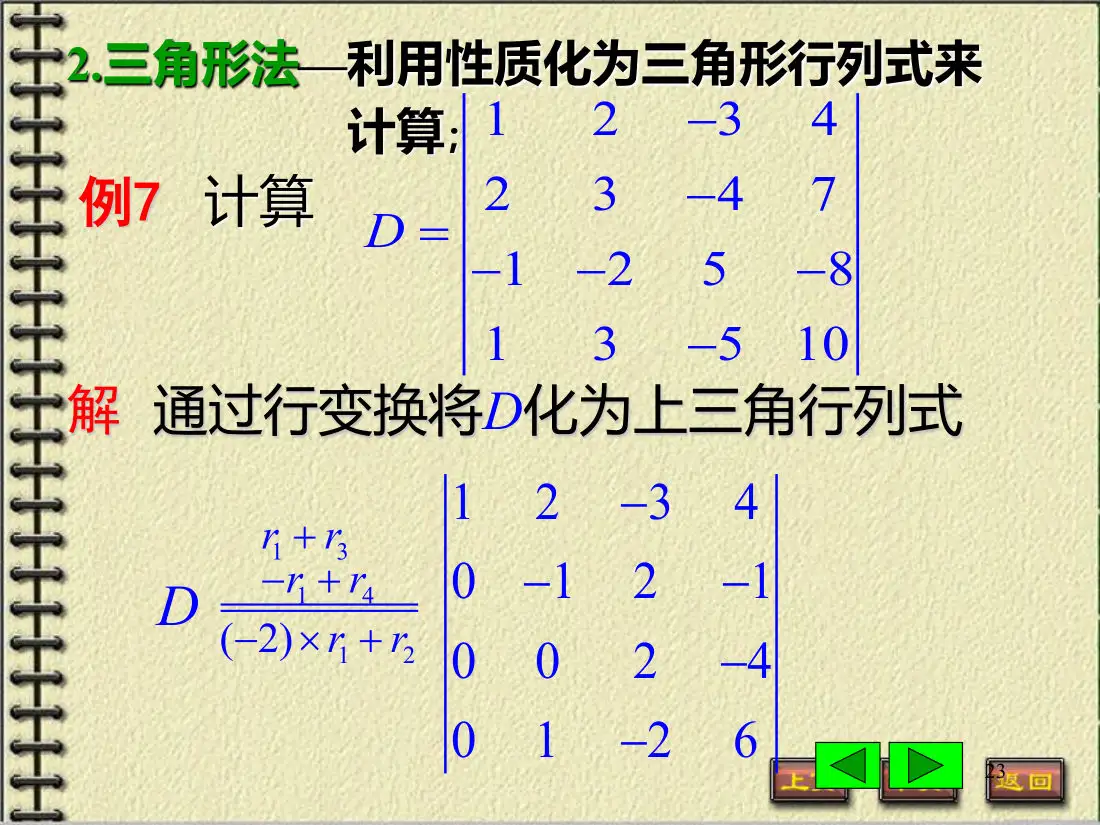 2.三角形法—利用性质化为三角形行列式来
计算;
例7 计算
D =
1 2 −3 4
2 3 −4 7
−1 −2 5 −8
1 3 −5 10
解 通过行变换将D化为上三角行列式
D
r₁ + r₃
−r₁ + r₄
(−2) × r₁ + r₂
1 2 −3 4
0 −1 2 −1
0 0 2 −4
0 1 −2 6
上
23
返回